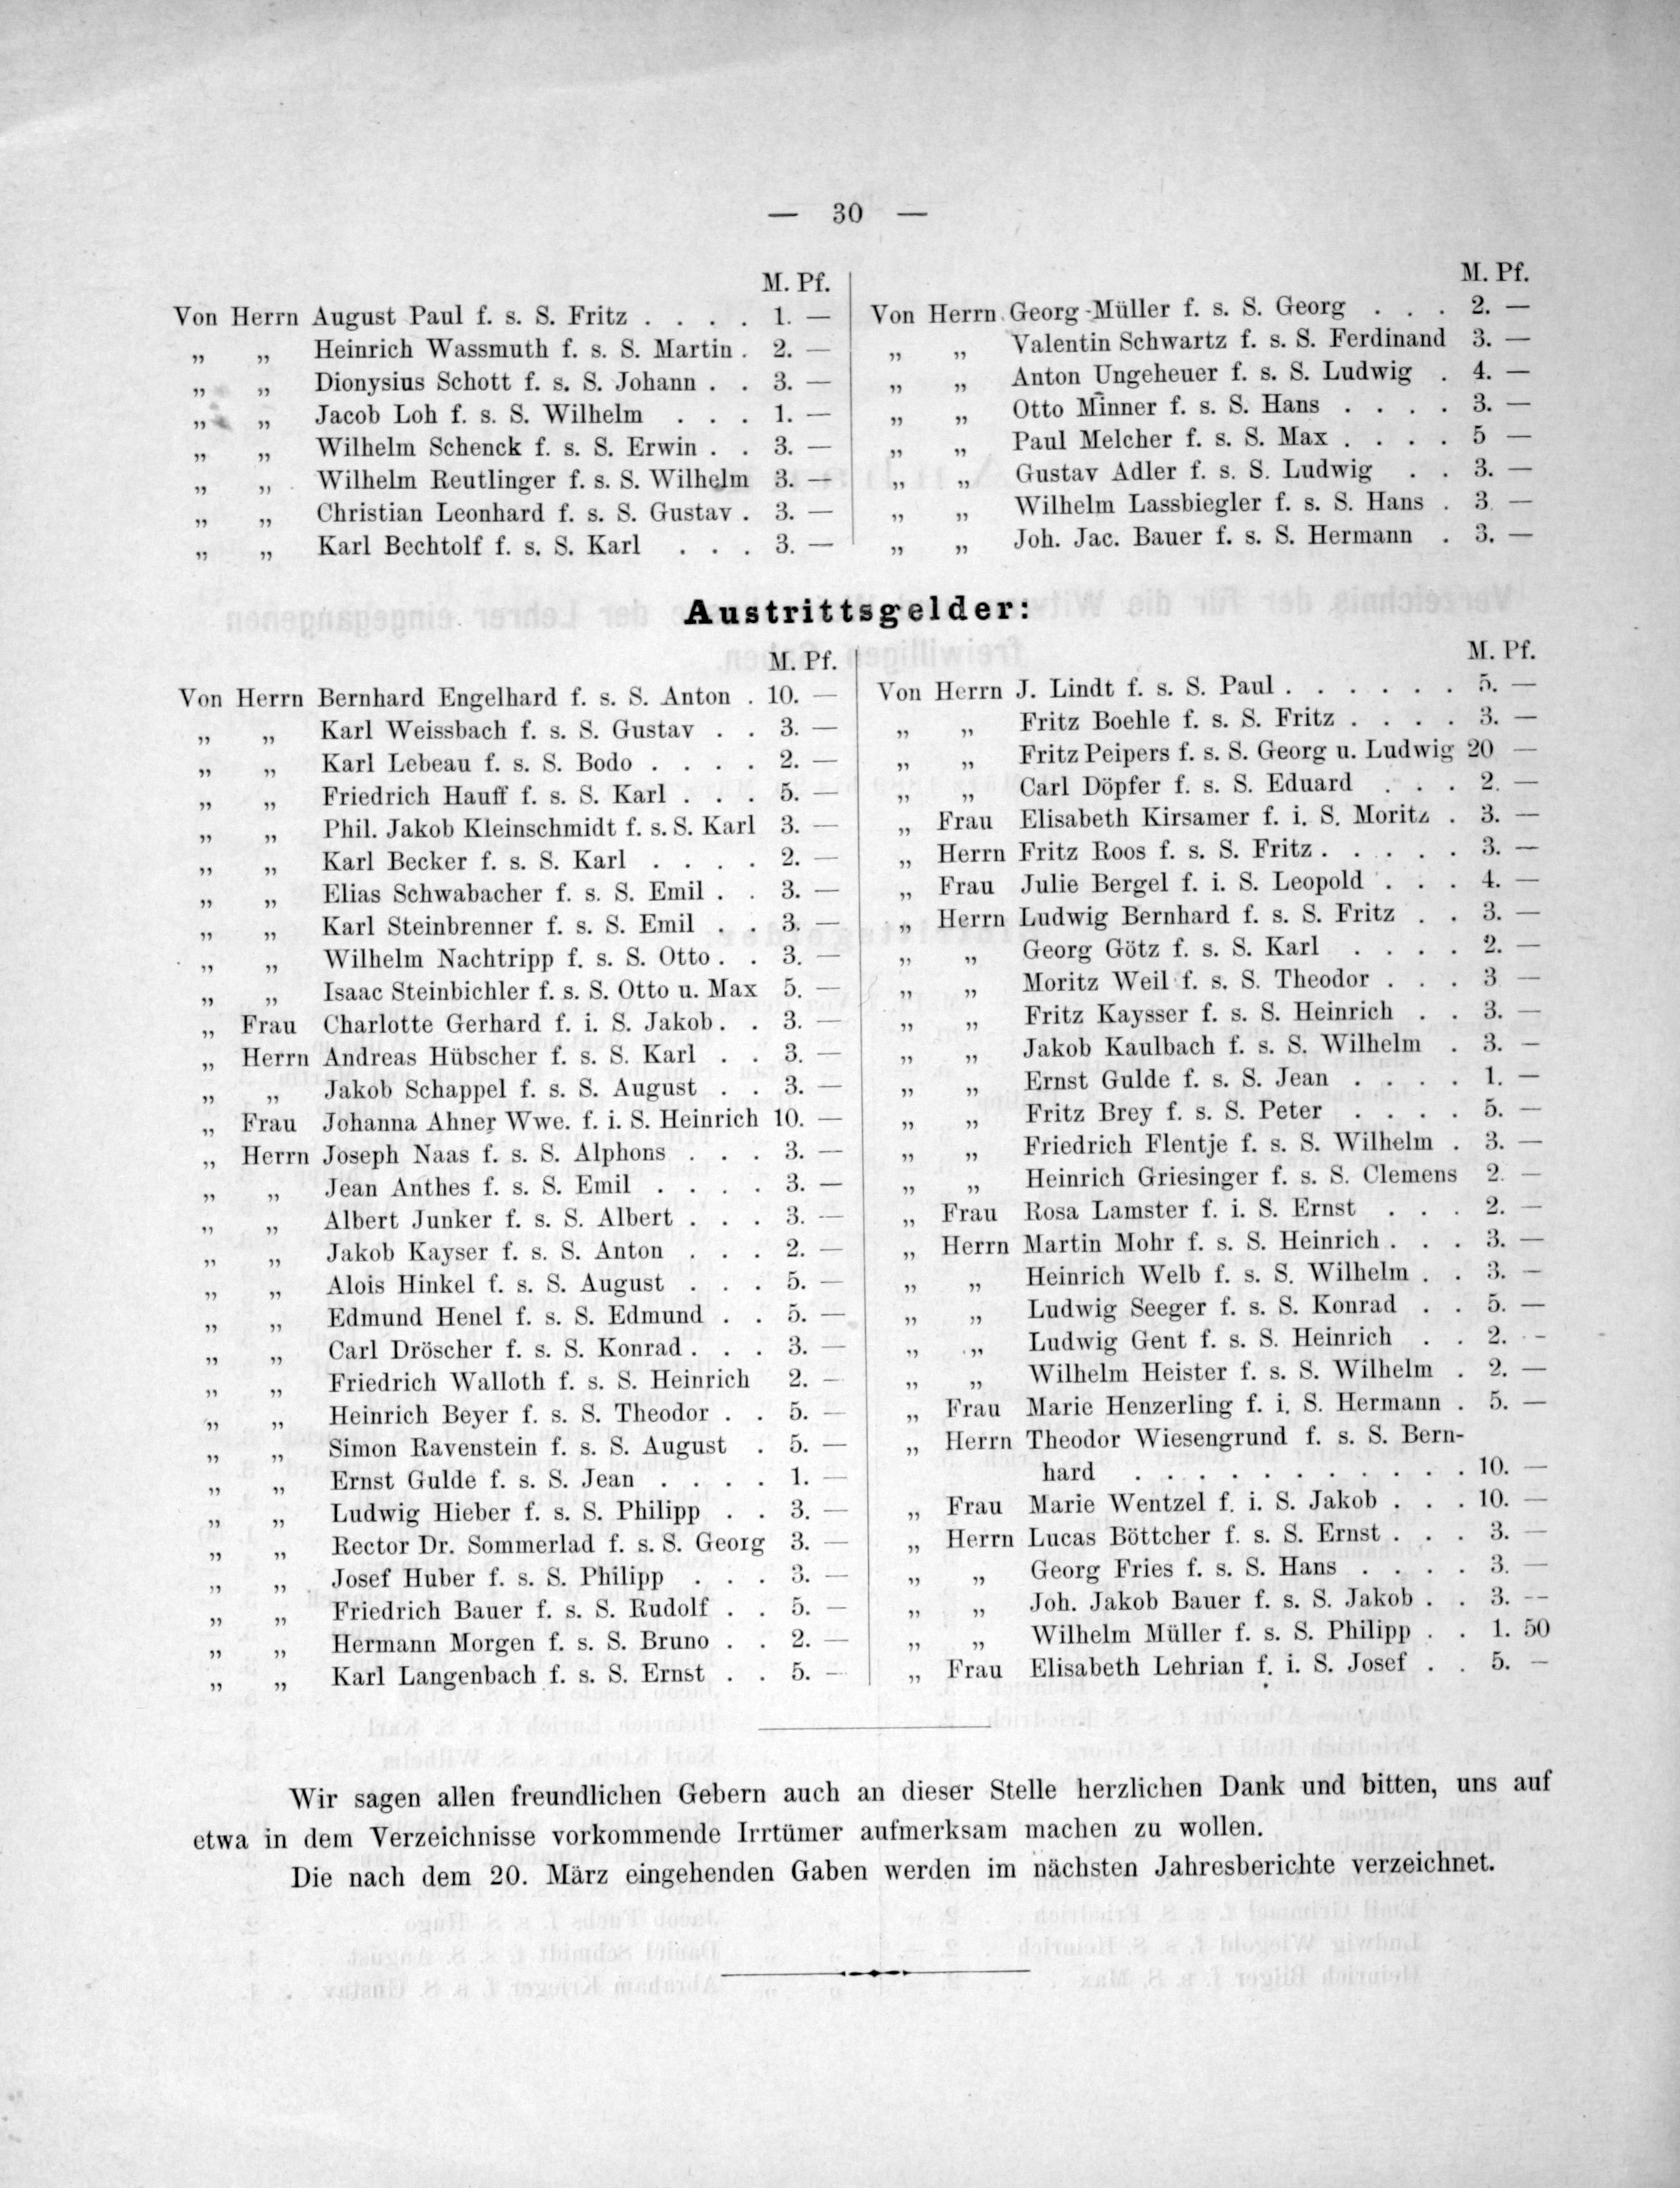 — 30 —
M. Pf.
Von Herrn August Paul f. s. S. Fritz . . . . 1. —
„ „ Heinrich Wassmuth f. s. S. Martin . 2. —
„ „ Dionysius Schott f. s. S. Johann . . 3. —
„ „ Jacob Loh f. s. S. Wilhelm . . . 1. —
„ „ Wilhelm Schenck f. s. S. Erwin . . 3. —
„ „ Wilhelm Reutlinger f. s. S. Wilhelm 3. —
„ „ Christian Leonhard f. s. S. Gustav . 3. —
„ „ Karl Bechtolf f. s. S. Karl . . . 3. —
M. Pf.
Von Herrn Georg Müller f. s. S. Georg . . . 2. —
„ „ Valentin Schwartz f. s. S. Ferdinand 3. —
„ „ Anton Ungeheuer f. s. S. Ludwig . 4. —
„ „ Otto Minner f. s. S. Hans . . . . 3. —
„ „ Paul Melcher f. s. S. Max . . . . 5 —
„ „ Gustav Adler f. s. S. Ludwig . . 3. —
„ „ Wilhelm Lassbiegler f. s. S. Hans . 3 —
„ „ Joh. Jac. Bauer f. s. S. Hermann . 3. —
Austrittsgelder:
M. Pf.
Von Herrn Bernhard Engelhard f. s. S. Anton . 10. —
„ „ Karl Weissbach f. s. S. Gustav . . 3. —
„ „ Karl Lebeau f. s. S. Bodo . . . . 2. —
„ „ Friedrich Hauff f. s. S. Karl . . . 5. —
„ „ Phil. Jakob Kleinschmidt f. s. S. Karl 3. —
„ „ Karl Becker f. s. S. Karl . . . . 2. —
„ „ Elias Schwabacher f. s. S. Emil . . 3. —
„ „ Karl Steinbrenner f. s. S. Emil . . 3. —
„ „ Wilhelm Nachtripp f. s. S. Otto . . 3. —
„ „ Isaac Steinbichler f. s. S. Otto u. Max 5. —
„ Frau Charlotte Gerhard f. i. S. Jakob . . 3. —
„ Herrn Andreas Hübscher f. s. S. Karl . . 3. —
„ „ Jakob Schappel f. s. S. August . . 3. —
„ Frau Johanna Ahner Wwe. f. i. S. Heinrich 10. —
„ Herrn Joseph Naas f. s. S. Alphons . . . 3. —
„ „ Jean Anthes f. s. S. Emil . . . . 3. —
„ „ Albert Junker f. s. S. Albert . . . 3. —
„ „ Jakob Kayser f. s. S. Anton . . . 2. —
„ „ Alois Hinkel f. s. S. August . . . 5. —
„ „ Edmund Henel f. s. S. Edmund . . 5. —
„ „ Carl Dröscher f. s. S. Konrad . . . 3. —
„ „ Friedrich Walloth f. s. S. Heinrich 2. —
„ „ Heinrich Beyer f. s. S. Theodor . . 5. —
„ „ Simon Ravenstein f. s. S. August . 5. —
„ „ Ernst Gulde f. s. S. Jean . . . . 1. —
„ „ Ludwig Hieber f. s. S. Philipp . . 3. —
„ „ Rector Dr. Sommerlad f. s. S. Georg 3. —
„ „ Josef Huber f. s. S. Philipp . . . 3. —
„ „ Friedrich Bauer f. s. S. Rudolf . . 5. —
„ „ Hermann Morgen f. s. S. Bruno . . 2. —
„ „ Karl Langenbach f. s. S. Ernst . . 5. —
M. Pf.
Von Herrn J. Lindt f. s. S. Paul . . . . . . 5. —
„ „ Fritz Boehle f. s. S. Fritz . . . . 3. —
„ „ Fritz Peipers f. s. S. Georg u. Ludwig 20 —
„ „ Carl Döpfer f. s. S. Eduard . . . 2. —
„ Frau Elisabeth Kirsamer f. i. S. Moritz . 3. —
„ Herrn Fritz Roos f. s. S. Fritz . . . . . 3. —
„ Frau Julie Bergel f. i. S. Leopold . . . 4. —
„ Herrn Ludwig Bernhard f. s. S. Fritz . . 3. —
„ „ Georg Götz f. s. S. Karl . . . . 2. —
„ „ Moritz Weil f. s. S. Theodor . . . 3 —
„ „ Fritz Kaysser f. s. S. Heinrich . . 3. —
„ „ Jakob Kaulbach f. s. S. Wilhelm . 3. —
„ „ Ernst Gulde f. s. S. Jean . . . . 1. —
„ „ Fritz Brey f. s. S. Peter . . . . 5. —
„ „ Friedrich Flentje f. s. S. Wilhelm . 3. —
„ „ Heinrich Griesinger f. s. S. Clemens 2. —
„ Frau Rosa Lamster f. i. S. Ernst . . . 2. —
„ Herrn Martin Mohr f. s. S. Heinrich . . . 3. —
„ „ Heinrich Welb f. s. S. Wilhelm . . 3. —
„ „ Ludwig Seeger f. s. S. Konrad . . 5. —
„ „ Ludwig Gent f. s. S. Heinrich . . 2. —
„ „ Wilhelm Heister f. s. S. Wilhelm . 2. —
„ Frau Marie Henzerling f. i. S. Hermann . 5. —
„ Herrn Theodor Wiesengrund f. s. S. Bern-
hard . . . . . . . . . . . 10. —
„ Frau Marie Wentzel f. i. S. Jakob . . . 10. —
„ Herrn Lucas Böttcher f. s. S. Ernst . . . 3. —
„ „ Georg Fries f. s. S. Hans . . . . 3. —
„ „ Joh. Jakob Bauer f. s. S. Jakob . . 3. —
„ „ Wilhelm Müller f. s. S. Philipp . . 1. 50
„ Frau Elisabeth Lehrian f. i. S. Josef . . 5. —
Wir sagen allen freundlichen Gebern auch an dieser Stelle herzlichen Dank und bitten, uns auf
etwa in dem Verzeichnisse vorkommende Irrtümer aufmerksam machen zu wollen.
Die nach dem 20. März eingehenden Gaben werden im nächsten Jahresberichte verzeichnet.